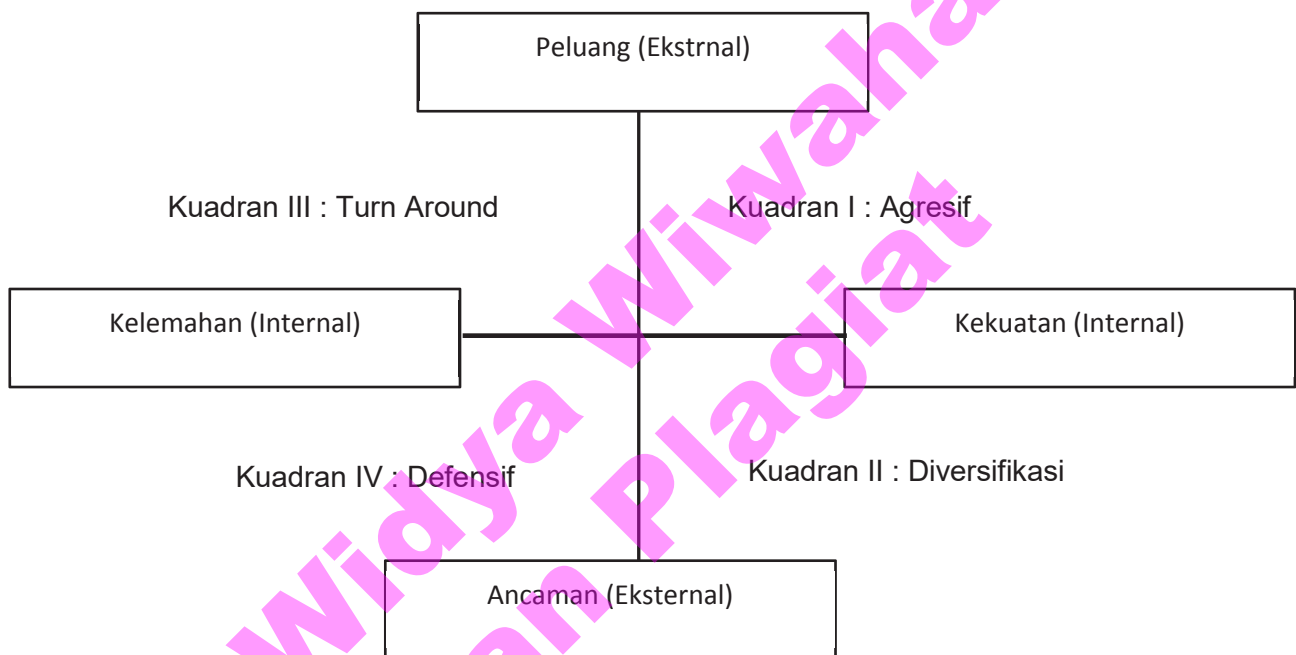 Peluang (Ekstrnal)
Kuadran III : Turn Around
Kuadran I : Agresif
Kelemahan (Internal)
Kekuatan (Internal)
Kuadran IV : Defensif
Kuadran II : Diversifikasi
Ancaman (Eksternal)
Widya Wiwaha
Plagiat